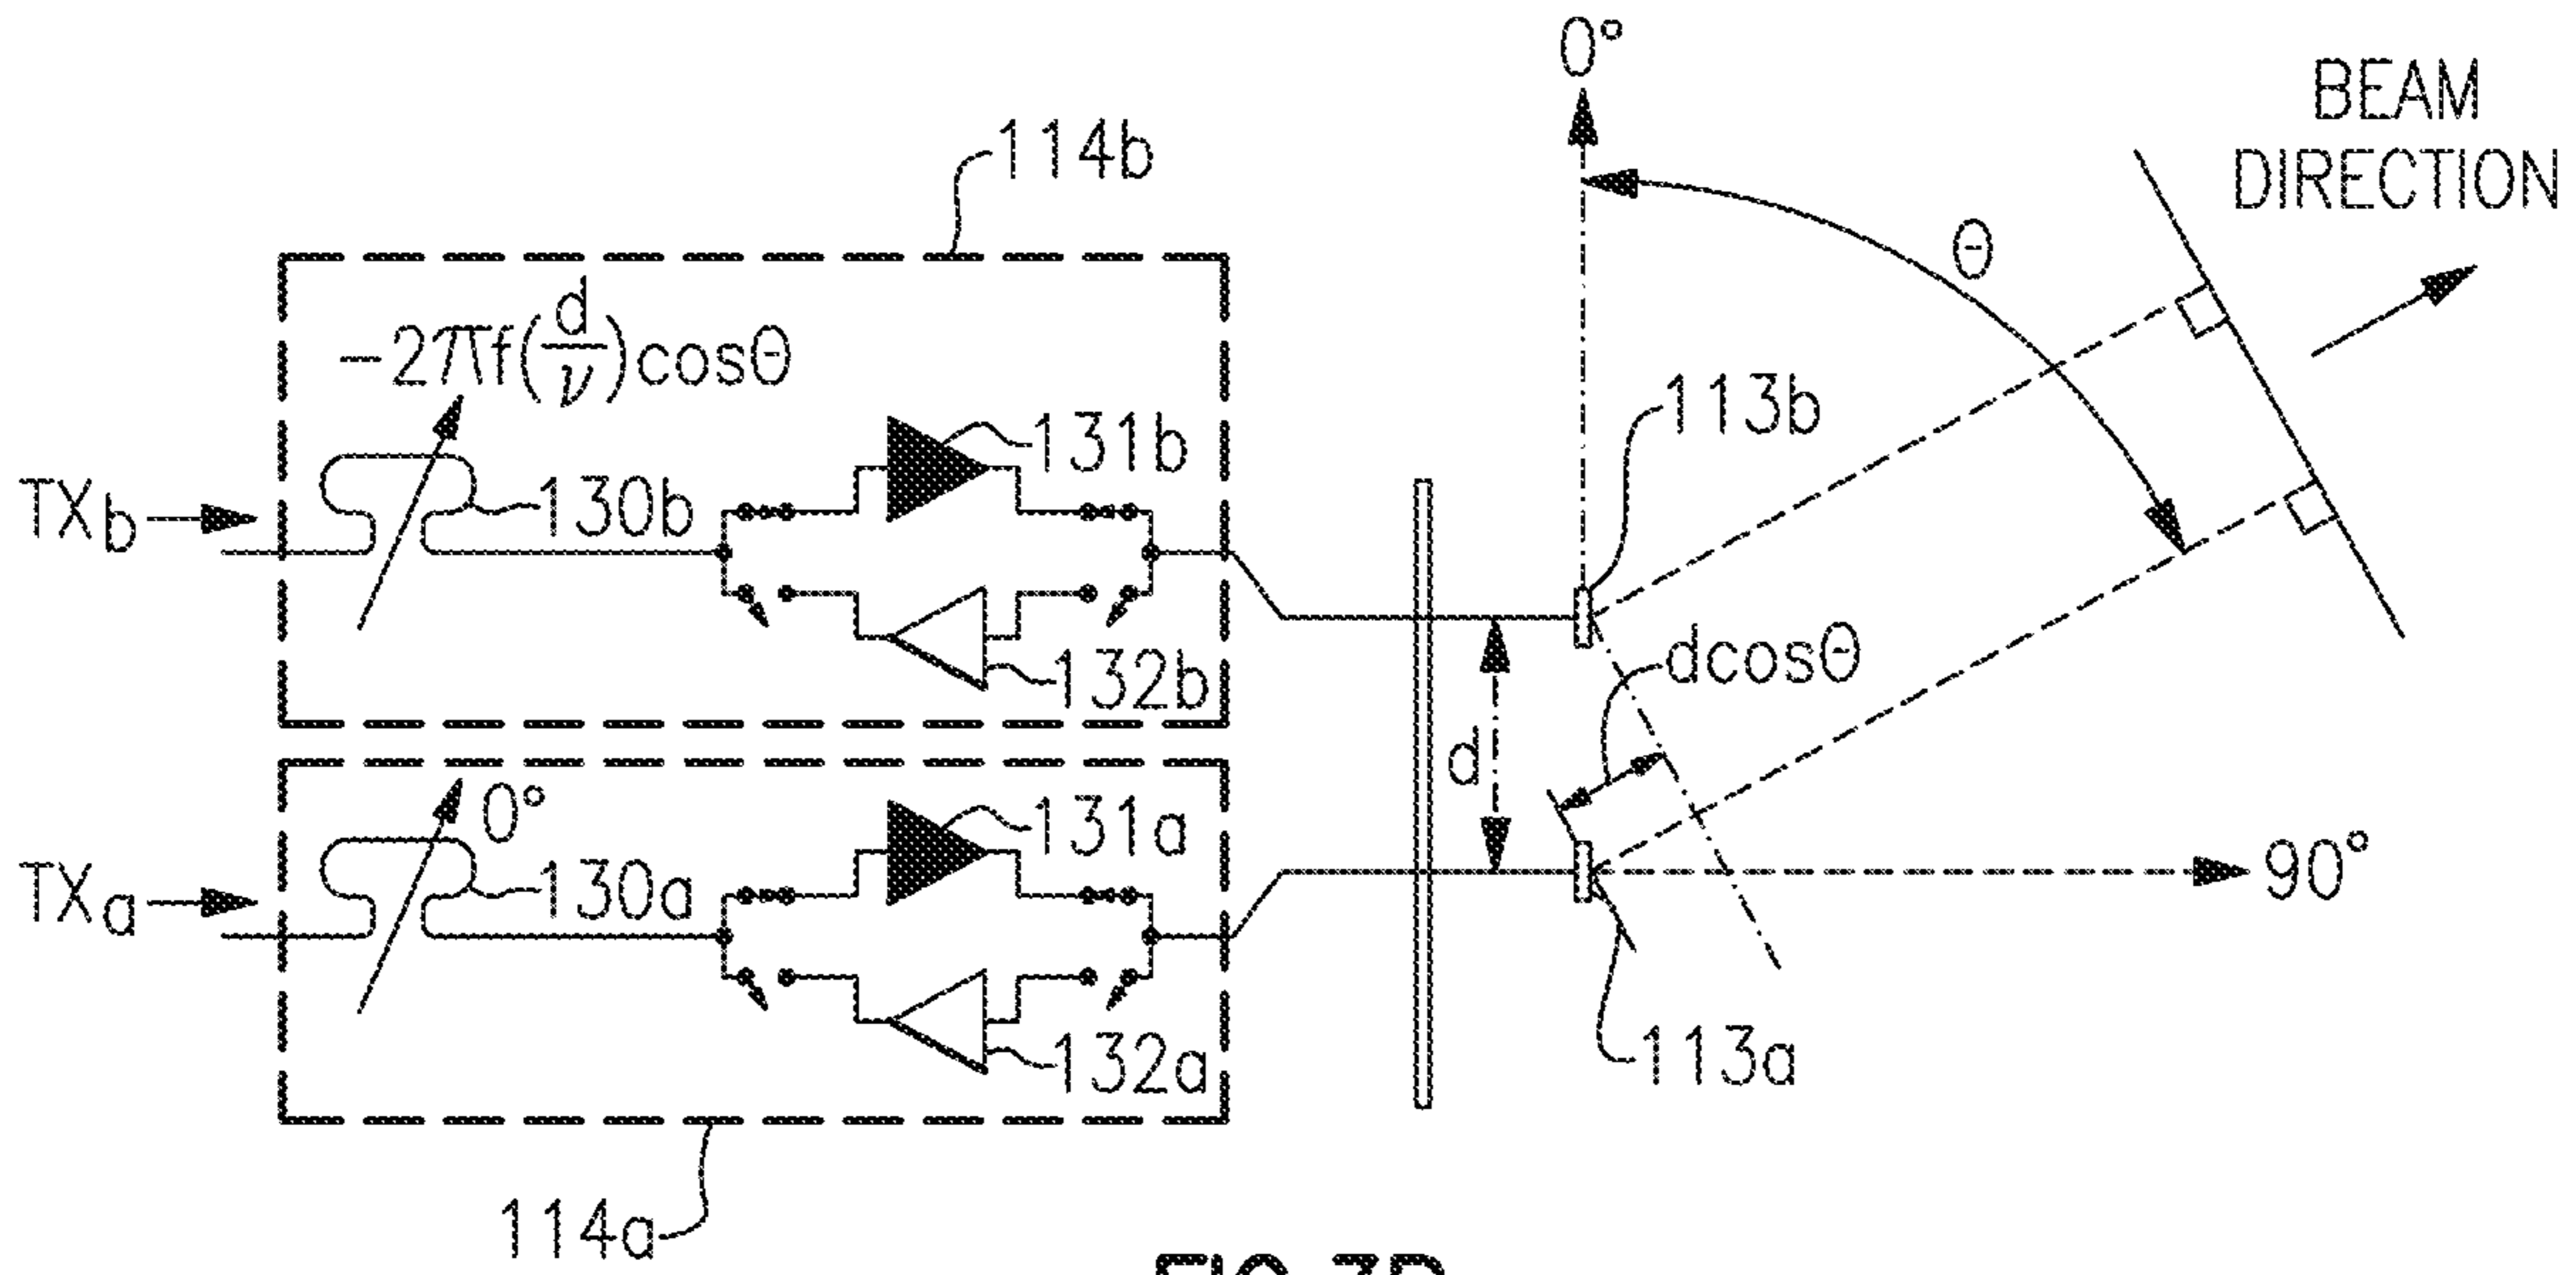 0°
BEAM
DIRECTION
114b
θ
-2πf(d/ν)cosθ
113b
131b
TXb
130b
dcosθ
132b
d
0°
131a
TXa
130a
90°
132a
113a
114a